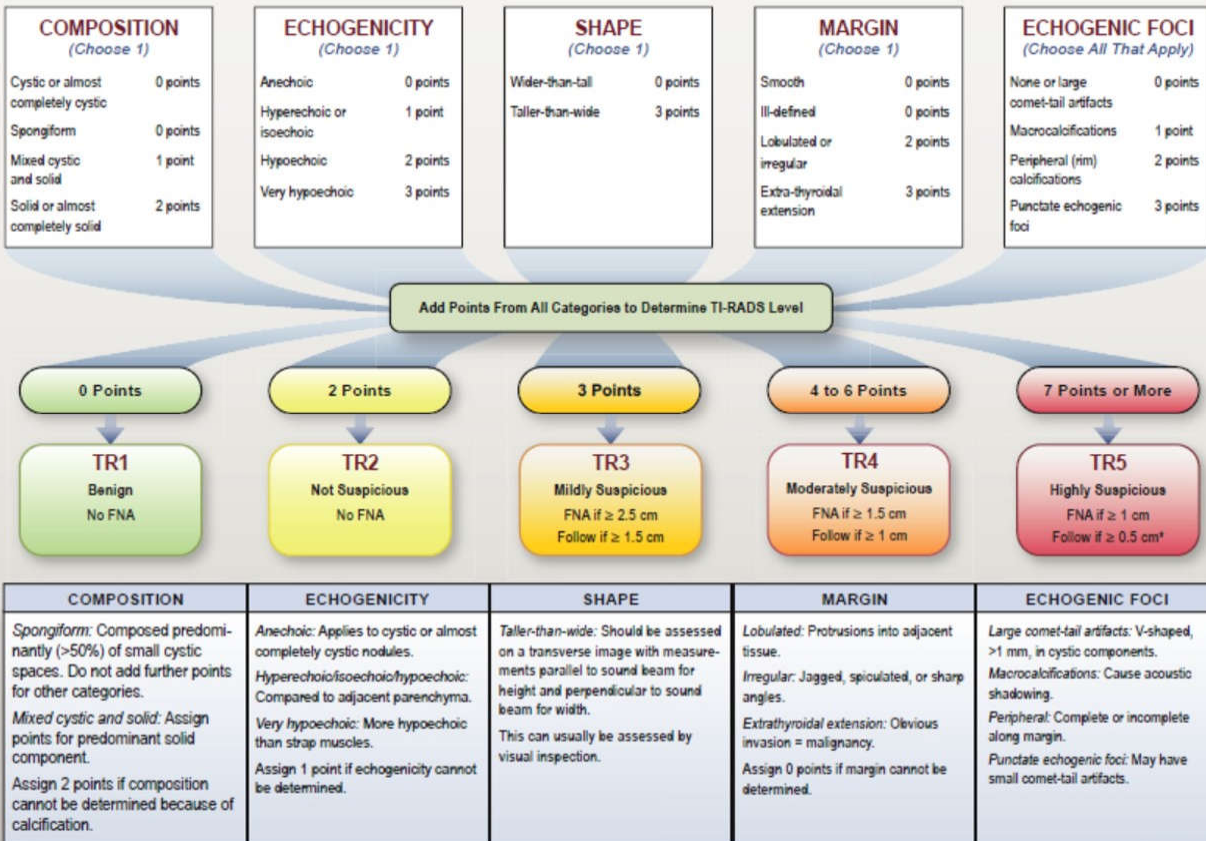 COMPOSITION
(Choose 1)
Cystic or almost completely cystic 0 points
Spongiform 0 points
Mixed cystic and solid 1 point
Solid or almost completely solid 2 points
ECHOGENICITY
(Choose 1)
Anechoic 0 points
Hyperechoic or isoechoic 1 point
Hypoechoic 2 points
Very hypoechoic 3 points
SHAPE
(Choose 1)
Wider-than-tall 0 points
Taller-than-wide 3 points
MARGIN
(Choose 1)
Smooth 0 points
Ill-defined 0 points
Lobulated or irregular 2 points
Extra-thyroidal extension 3 points
ECHOGENIC FOCI
(Choose All That Apply)
None or large comet-tail artifacts 0 points
Macrocalcifications 1 point
Peripheral (rim) calcifications 2 points
Punctate echogenic foci 3 points
Add Points From All Categories to Determine TI-RADS Level
0 Points
2 Points
3 Points
4 to 6 Points
7 Points or More
TR1
Benign
No FNA
TR2
Not Suspicious
No FNA
TR3
Mildly Suspicious
FNA if ≥ 2.5 cm
Follow if ≥ 1.5 cm
TR4
Moderately Suspicious
FNA if ≥ 1.5 cm
Follow if ≥ 1 cm
TR5
Highly Suspicious
FNA if ≥ 1 cm
Follow if ≥ 0.5 cm*
COMPOSITION
Spongiform: Composed predomi-
nantly (>50%) of small cystic
spaces. Do not add further points
for other categories.
Mixed cystic and solid: Assign
points for predominant solid
component.
Assign 2 points if composition
cannot be determined because of
calcification.
ECHOGENICITY
Anechoic: Applies to cystic or almost
completely cystic nodules.
Hyperechoic/isoechoic/hypoechoic:
Compared to adjacent parenchyma.
Very hypoechoic: More hypoechoic
than strap muscles.
Assign 1 point if echogenicity cannot
be determined.
SHAPE
Taller-than-wide: Should be assessed
on a transverse image with measure-
ments parallel to sound beam for
height and perpendicular to sound
beam for width.
This can usually be assessed by
visual inspection.
MARGIN
Lobulated: Protrusions into adjacent
tissue.
Irregular: Jagged, spiculated, or sharp
angles.
Extrathyroidal extension: Obvious
invasion = malignancy.
Assign 0 points if margin cannot be
determined.
ECHOGENIC FOCI
Large comet-tail artifacts: V-shaped,
>1 mm, in cystic components.
Macrocalcifications: Cause acoustic
shadowing.
Peripheral: Complete or incomplete
along margin.
Punctate echogenic foci: May have
small comet-tail artifacts.